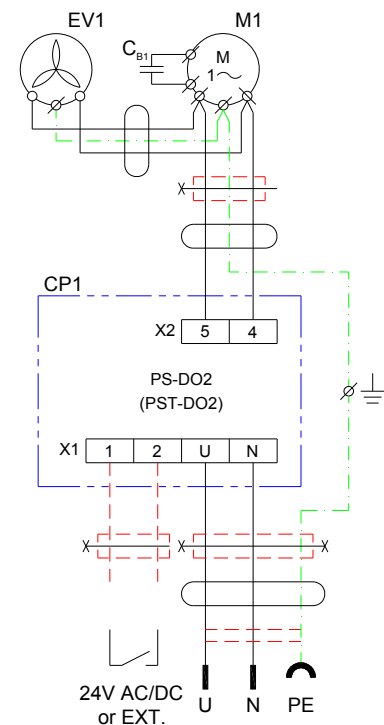 EV1
M1
CB1
M
1~
CP1
X2 5 4
PS-DO2
(PST-DO2)
X1 1 2 U N
24V AC/DC
or EXT.
U N PE